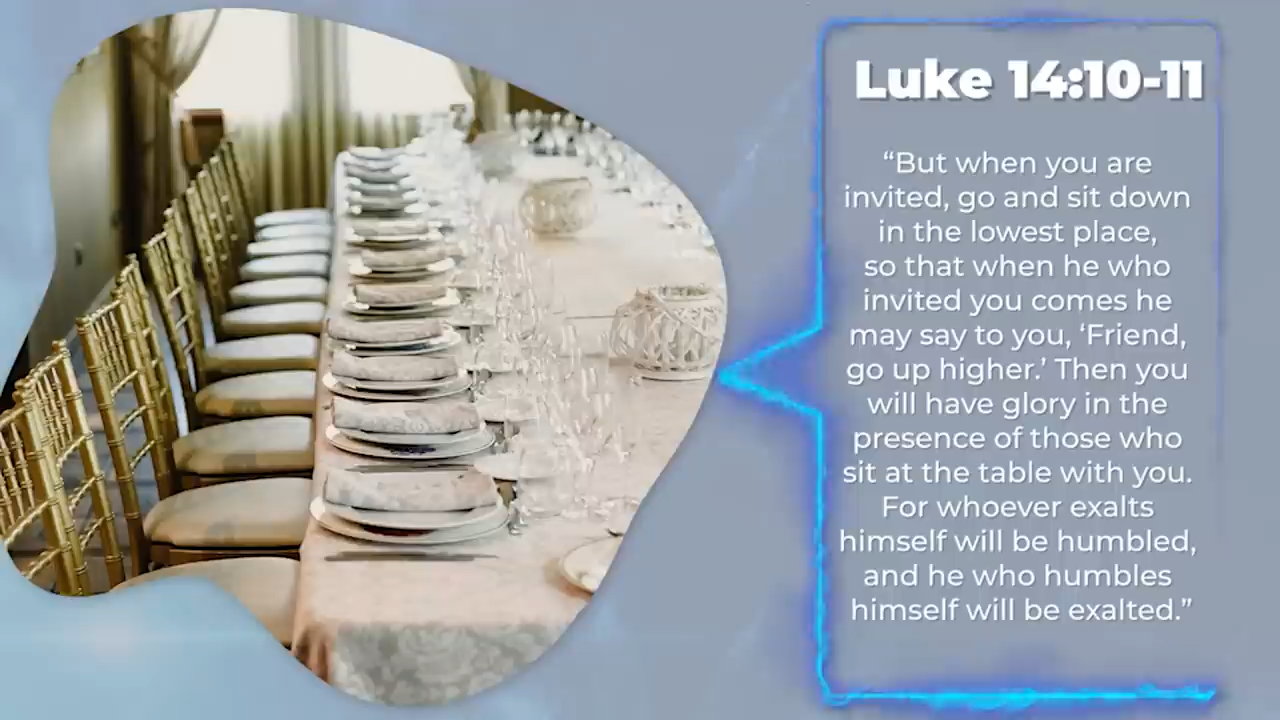 Luke 14:10-11
“But when you are
invited, go and sit down
in the lowest place,
so that when he who
invited you comes he
may say to you, ‘Friend,
go up higher.’ Then you
will have glory in the
presence of those who
sit at the table with you.
For whoever exalts
himself will be humbled,
and he who humbles
himself will be exalted.”